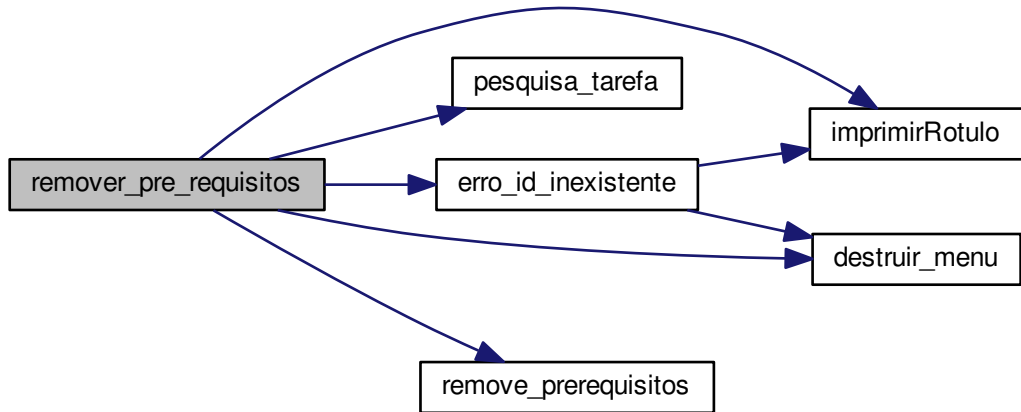 remover_pre_requisitos
pesquisa_tarefa
erro_id_inexistente
remove_prerequisitos
imprimirRotulo
destruir_menu